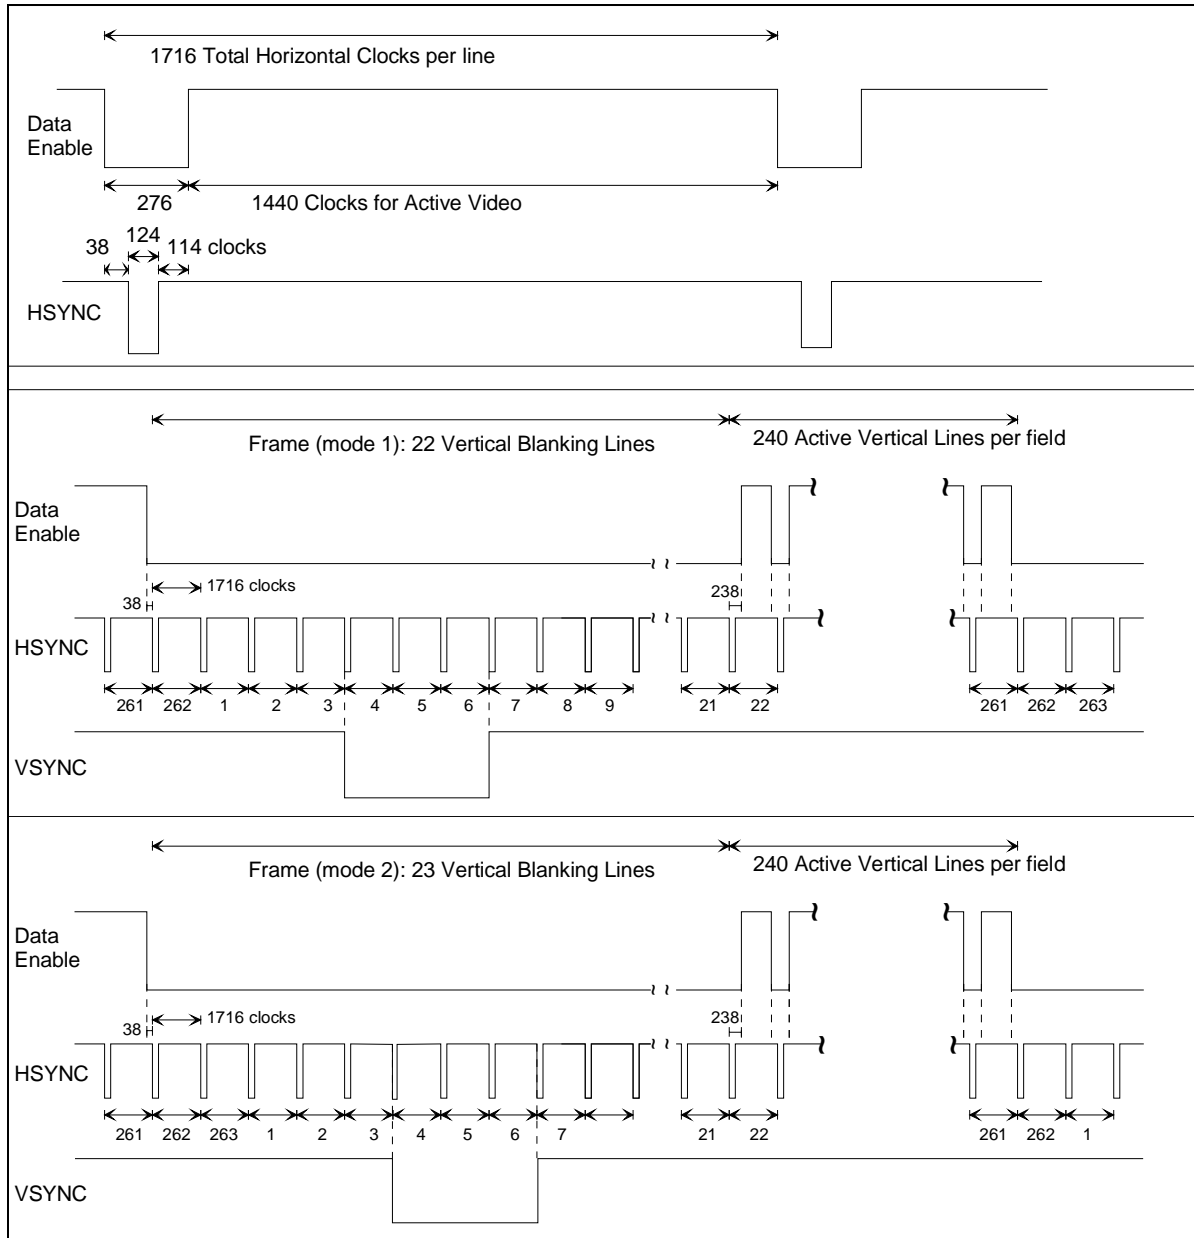 1716 Total Horizontal Clocks per line
Data
Enable
276 1440 Clocks for Active Video
124
38 114 clocks
HSYNC
Frame (mode 1): 22 Vertical Blanking Lines 240 Active Vertical Lines per field
Data
Enable
1716 clocks
38 238
HSYNC
261 262 1 2 3 4 5 6 7 8 9 21 22 261 262 263
VSYNC
Frame (mode 2): 23 Vertical Blanking Lines 240 Active Vertical Lines per field
Data
Enable
1716 clocks
38 238
HSYNC
261 262 263 1 2 3 4 5 6 7 21 22 261 262 1
VSYNC